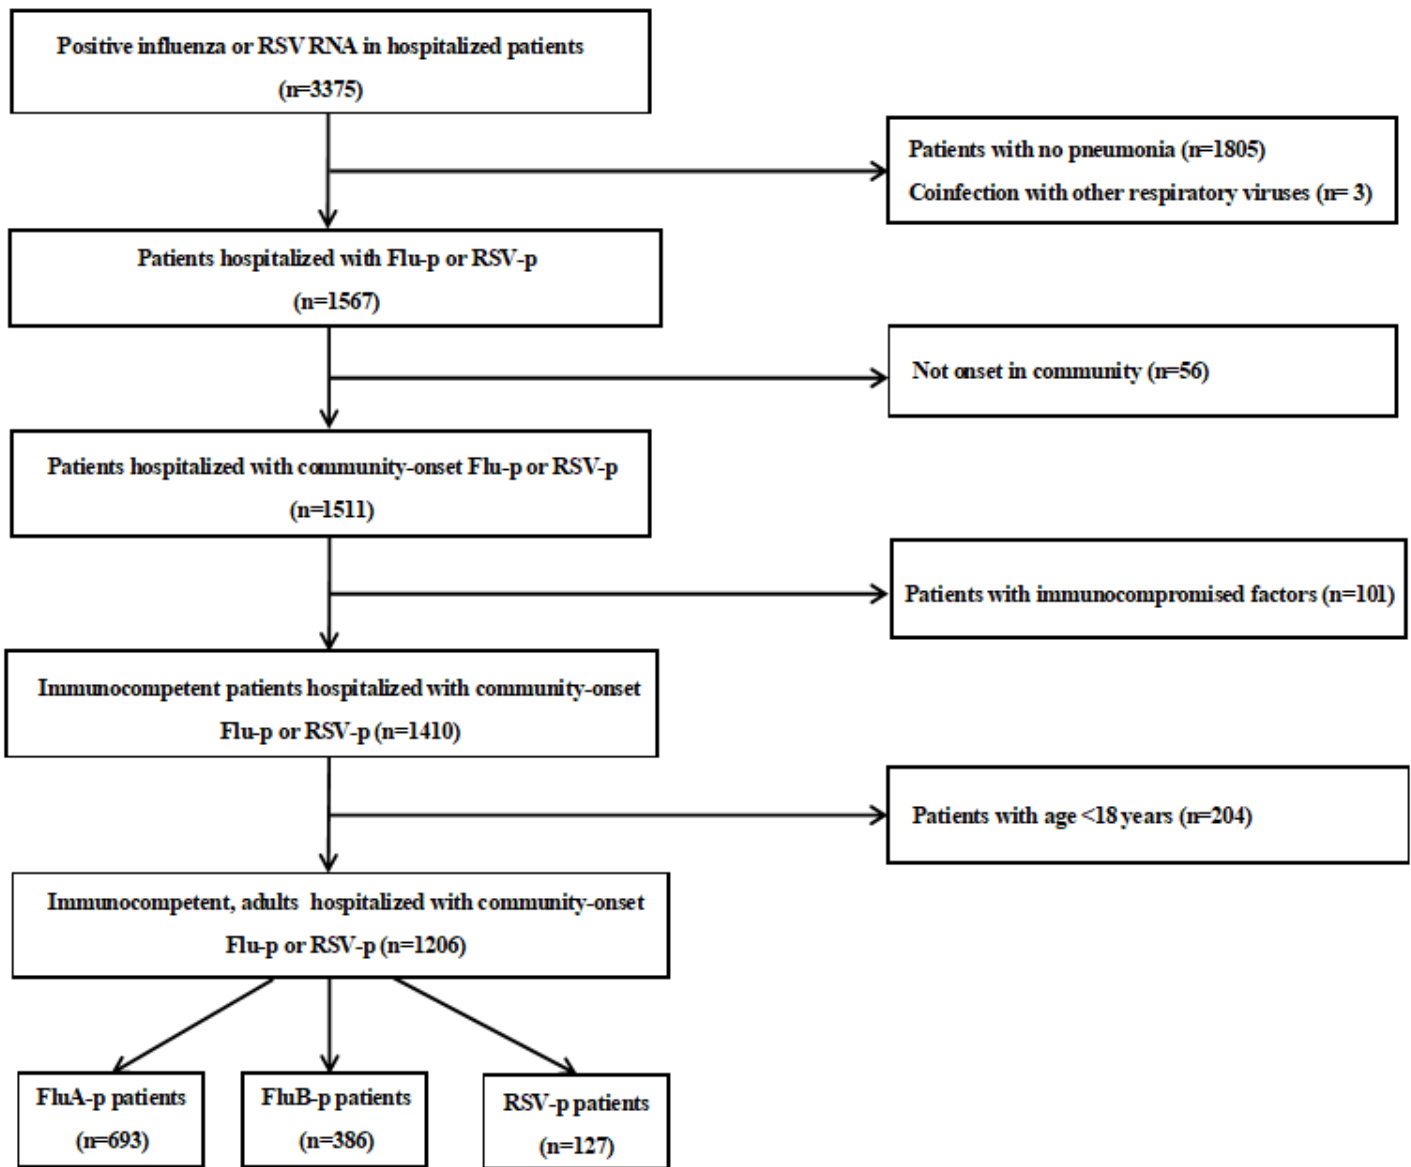 Positive influenza or RSV RNA in hospitalized patients
(n=3375)
Patients with no pneumonia (n=1805)
Coinfection with other respiratory viruses (n= 3)
Patients hospitalized with Flu-p or RSV-p
(n=1567)
Not onset in community (n=56)
Patients hospitalized with community-onset Flu-p or RSV-p
(n=1511)
Patients with immunocompromised factors (n=101)
Immunocompetent patients hospitalized with community-onset
Flu-p or RSV-p (n=1410)
Patients with age <18 years (n=204)
Immunocompetent, adults hospitalized with community-onset
Flu-p or RSV-p (n=1206)
FluA-p patients
(n=693)
FluB-p patients
(n=386)
RSV-p patients
(n=127)